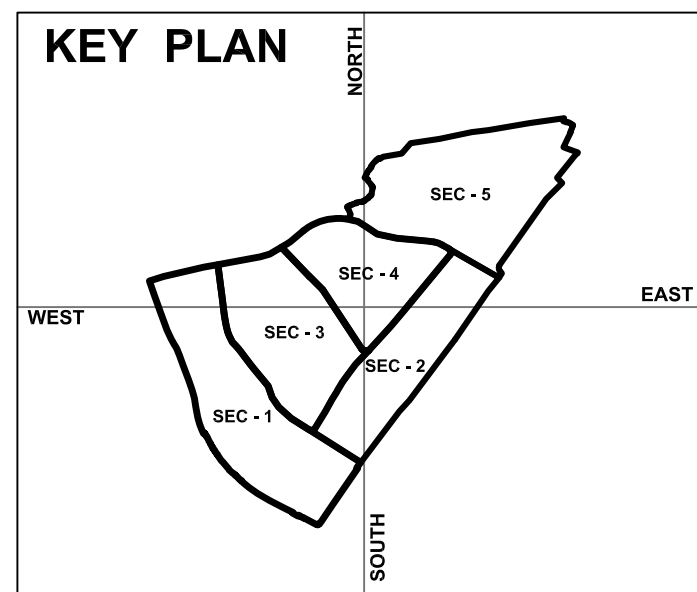 KEY PLAN
NORTH
SEC - 5
SEC - 4
EAST
WEST
SEC - 3
SEC - 2
SEC - 1
SOUTH